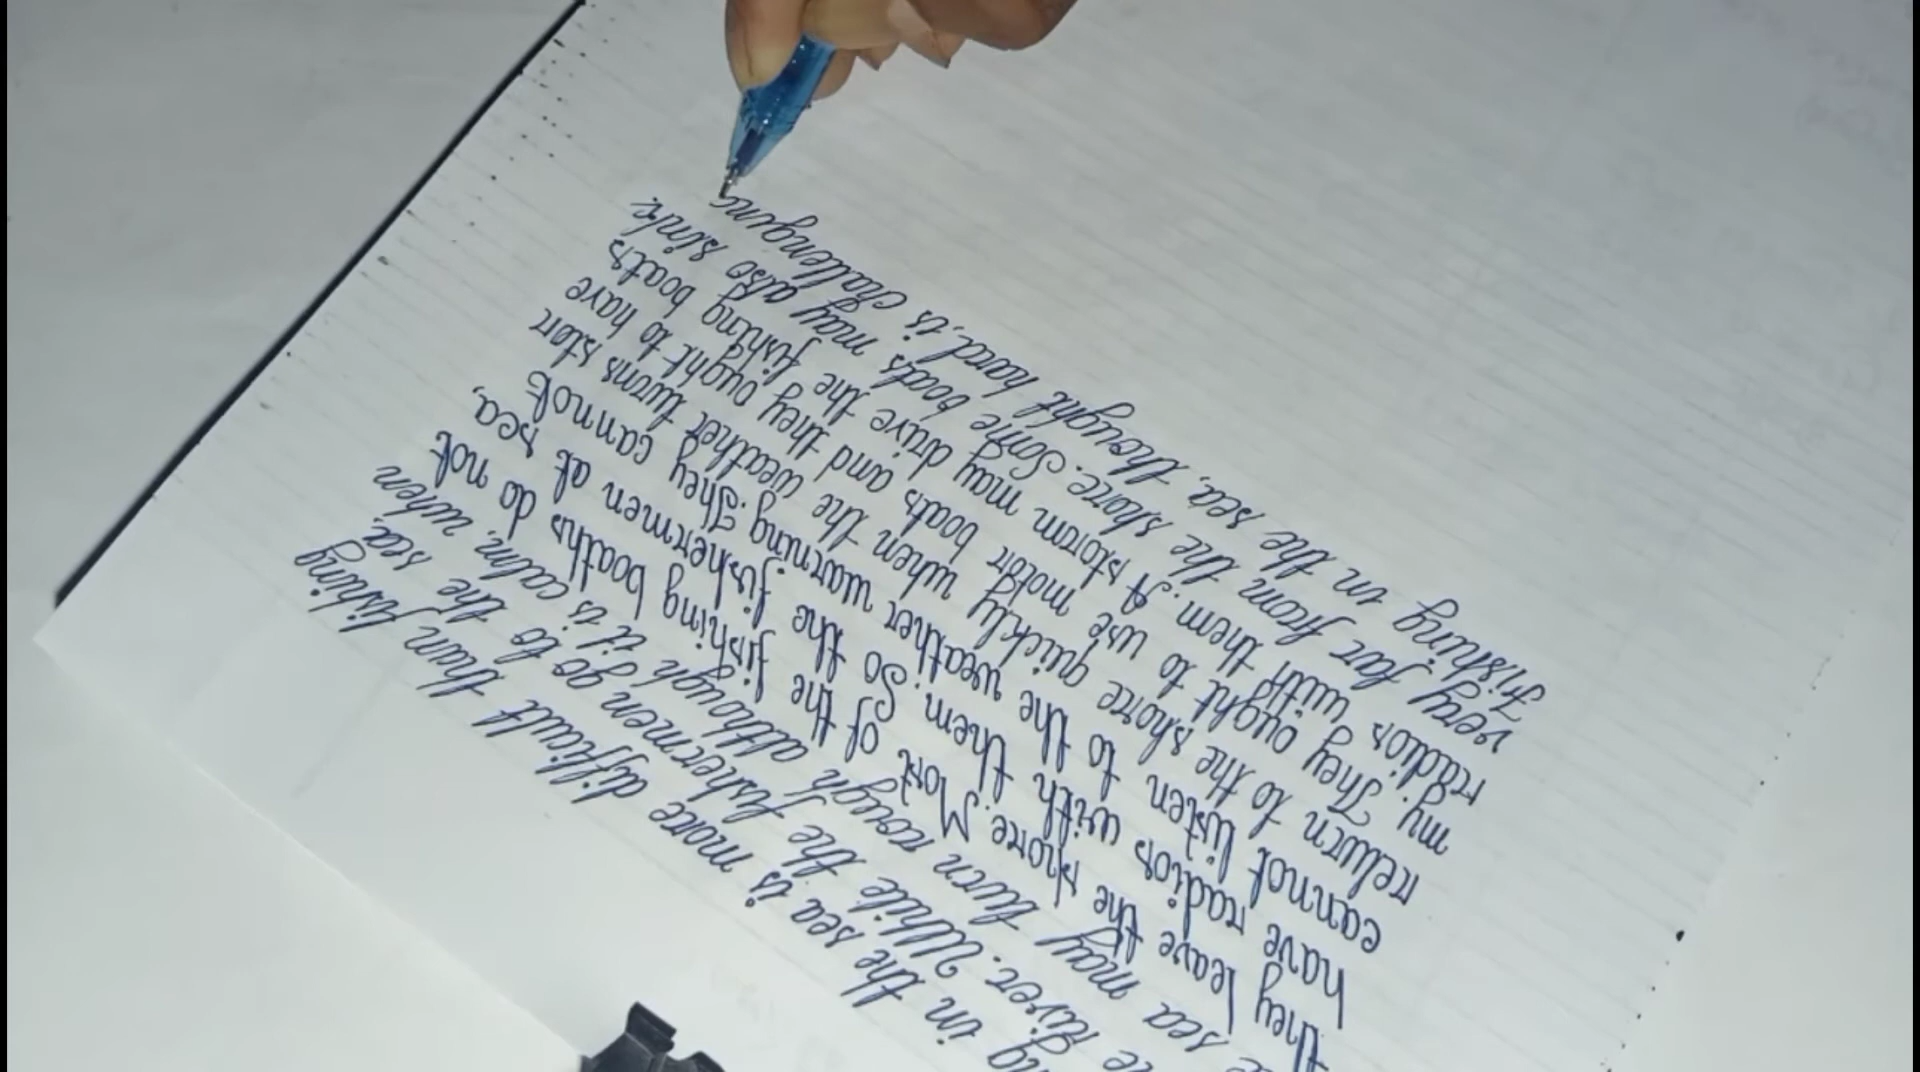 in the sea is more difficult than fishing
river. While the fishermen go to the sea,
sea may turn rough although it is calm, when
they leave the shore. Most of the fishing boaths do not
have radios with them. So the fishermen at sea,
cannot listen to the weather warning. They cannot
return to the shore quickly when the weather turns stor
my. They ought to use motor boats and they ought to have
radios with them. A storm may drive the fishing boats
very far from the shore. Some boats may also sink.
Fishing in the sea, thought hard, is challenging